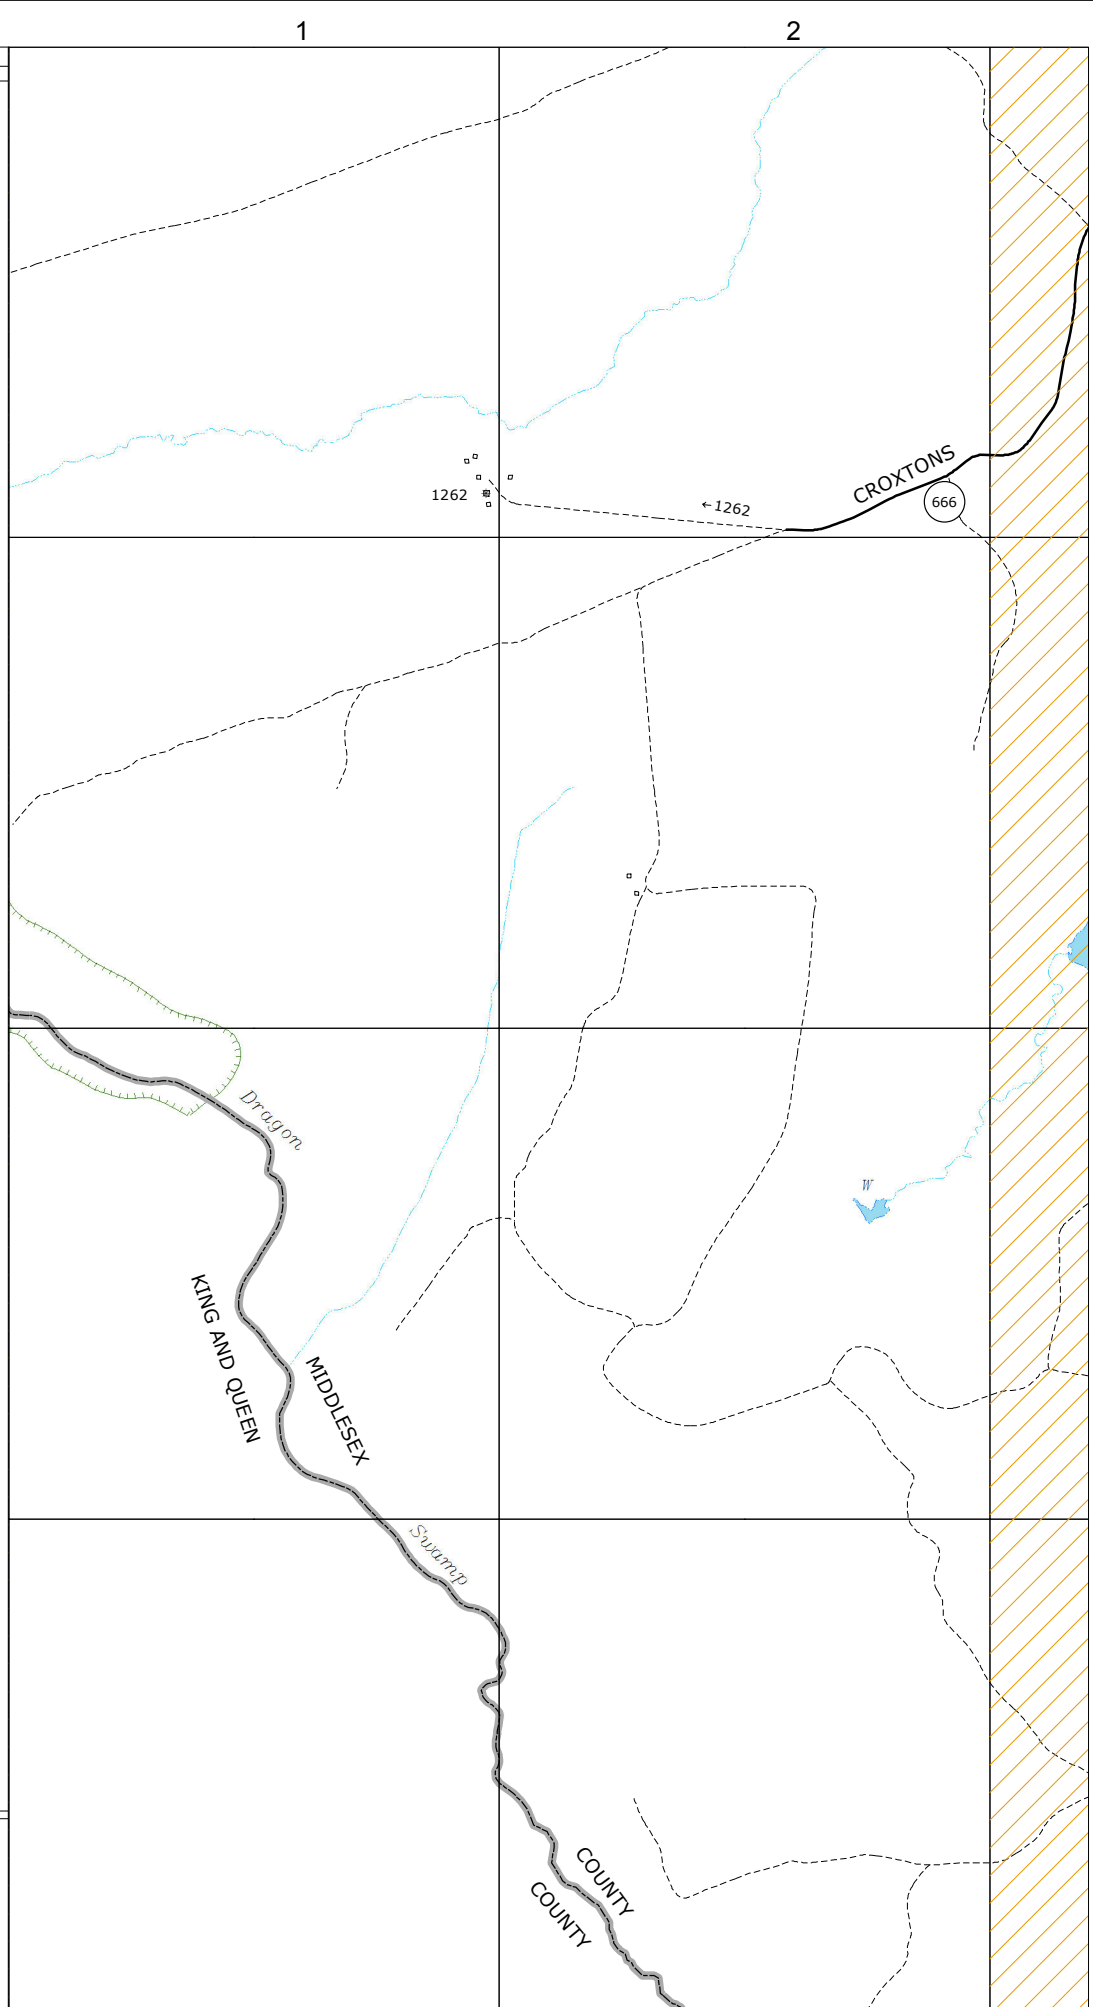 1
2
CROXTONS
1262
←1262
666
Dragon
W
KING AND QUEEN
MIDDLESEX
Swamp
COUNTY
COUNTY